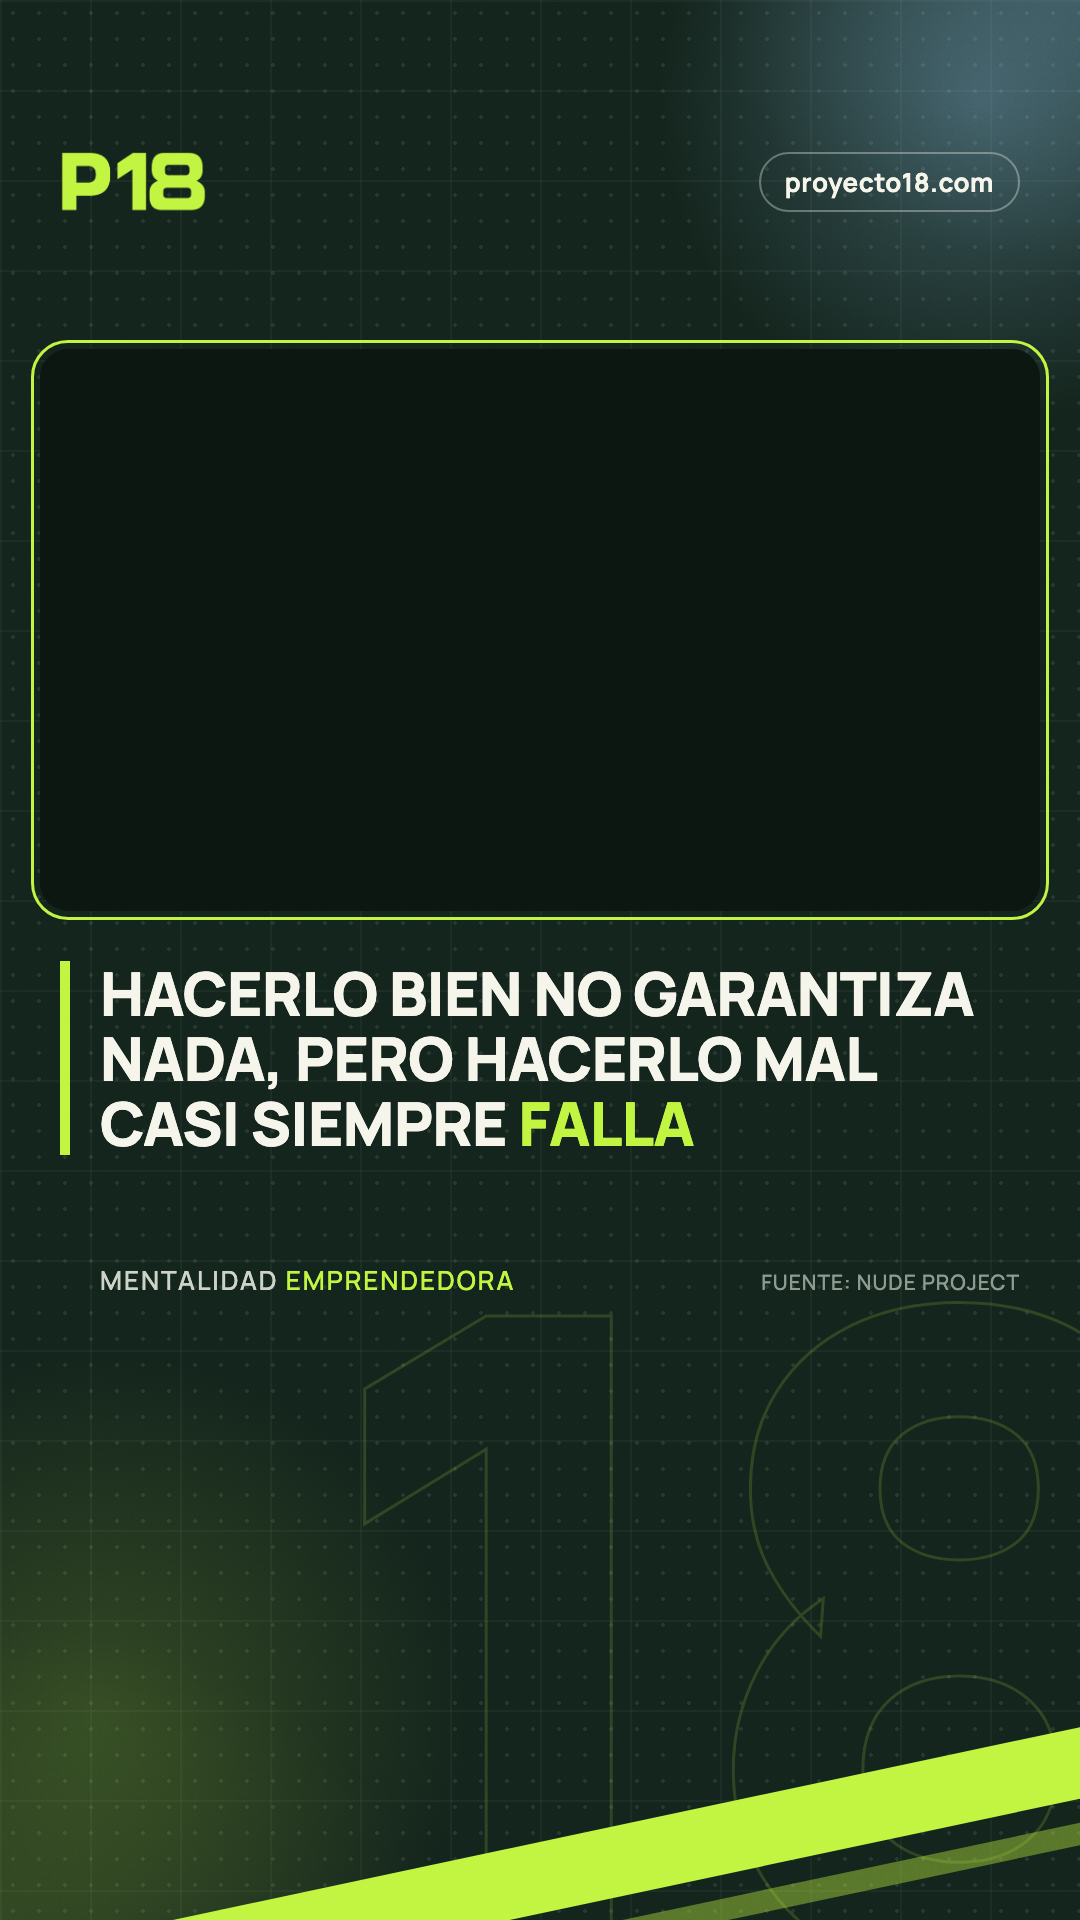 P18
proyecto18.com
HACERLO BIEN NO GARANTIZA
NADA, PERO HACERLO MAL
CASI SIEMPRE FALLA
MENTALIDAD EMPRENDEDORA
FUENTE: NUDE PROJECT
18